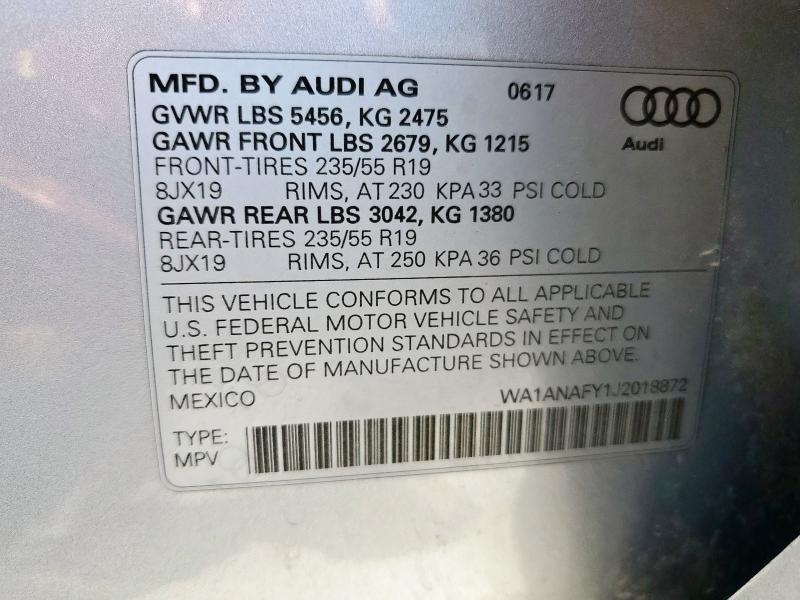 MFD. BY AUDI AG 0617
GVWR LBS 5456, KG 2475
GAWR FRONT LBS 2679, KG 1215
Audi
FRONT-TIRES 235/55 R19
8JX19 RIMS, AT 230 KPA 33 PSI COLD
GAWR REAR LBS 3042, KG 1380
REAR-TIRES 235/55 R19
8JX19 RIMS, AT 250 KPA 36 PSI COLD
THIS VEHICLE CONFORMS TO ALL APPLICABLE
U.S. FEDERAL MOTOR VEHICLE SAFETY AND
THEFT PREVENTION STANDARDS IN EFFECT ON
THE DATE OF MANUFACTURE SHOWN ABOVE.
MEXICO WA1ANAFY1J2018872
TYPE:
MPV